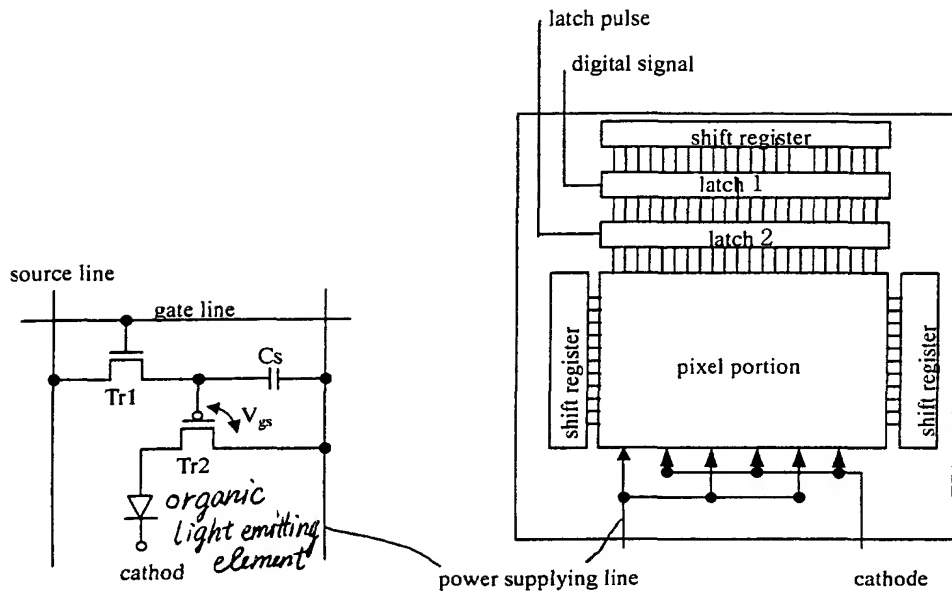 latch pulse
digital signal
shift register
latch 1
latch 2
shift register
pixel portion
shift register
source line
gate line
Cs
Tr1
Vgs
Tr2
organic
light emitting
element
cathod
power supplying line
cathode